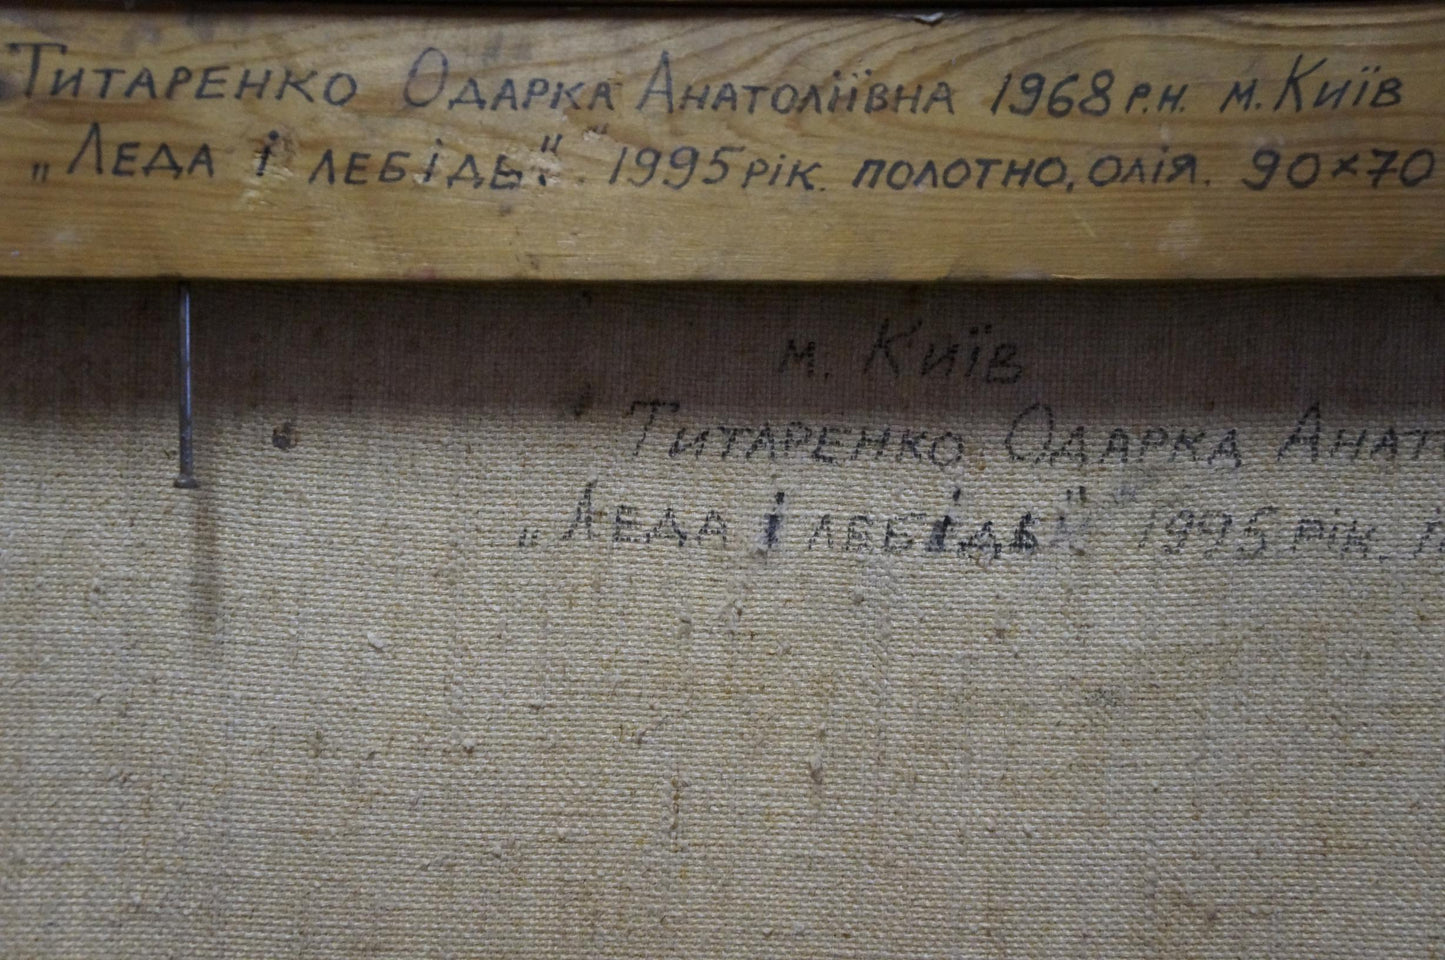 Титаренко Одарка Анатоліївна 1968 р.н. м. Київ
„Леда і лебідь". 1995 рік. полотно, олія. 90×70
м. Київ
Титаренко Одарка Анат
„Леда і лебідь" 1995 рік.